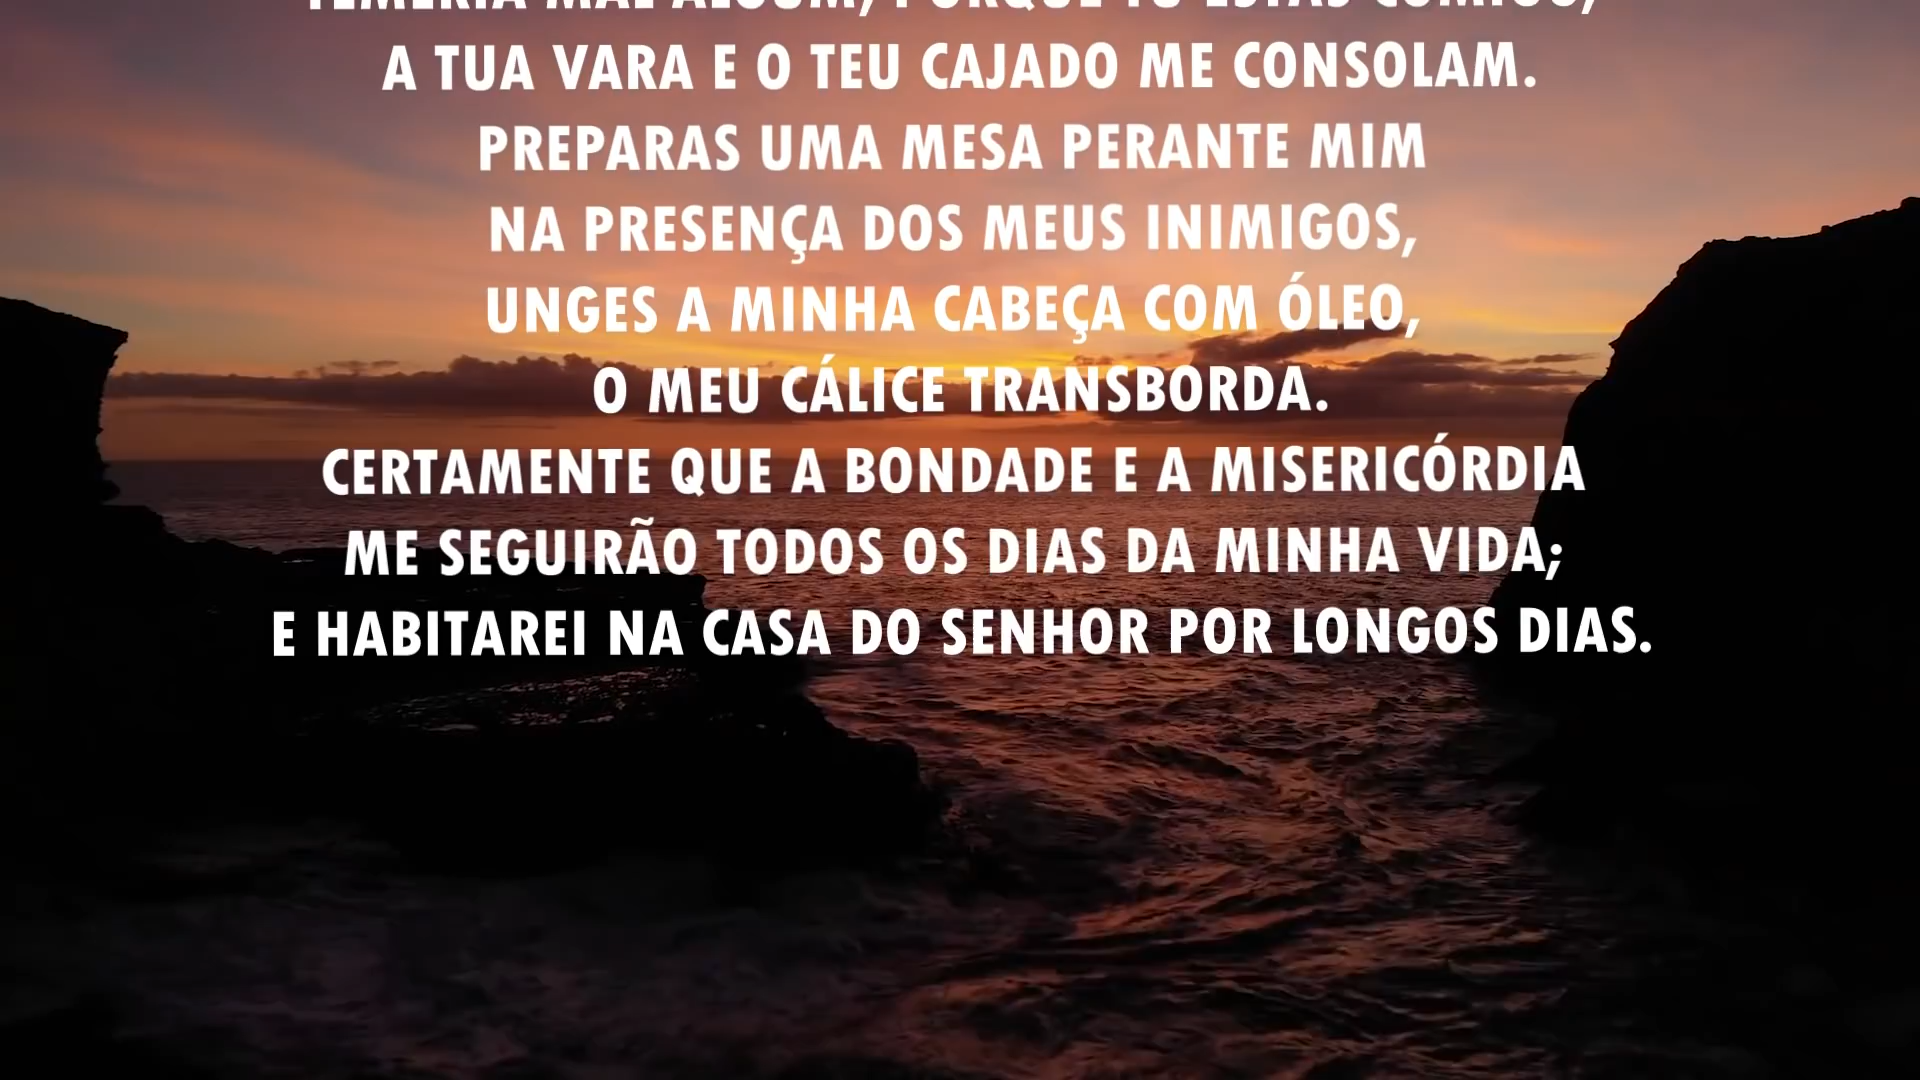 TEMERIA MAL ALGUM, PORQUE TU ESTÁS COMIGO,
A TUA VARA E O TEU CAJADO ME CONSOLAM.
PREPARAS UMA MESA PERANTE MIM
NA PRESENÇA DOS MEUS INIMIGOS,
UNGES A MINHA CABEÇA COM ÓLEO,
O MEU CÁLICE TRANSBORDA.
CERTAMENTE QUE A BONDADE E A MISERICÓRDIA
ME SEGUIRÃO TODOS OS DIAS DA MINHA VIDA;
E HABITAREI NA CASA DO SENHOR POR LONGOS DIAS.